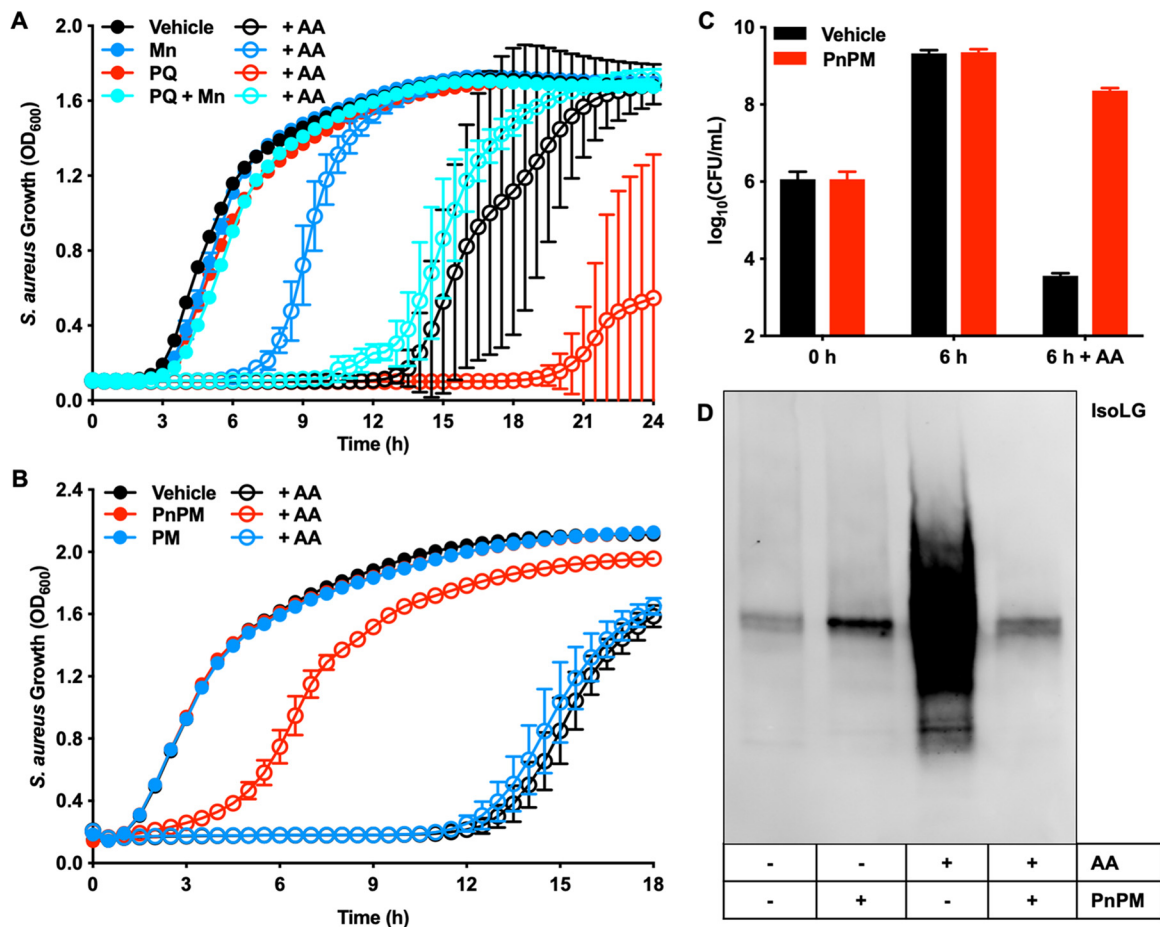 A
Vehicle + AA
Mn + AA
PQ + AA
PQ + Mn + AA
S. aureus Growth (OD600)
2.0
1.6
1.2
0.8
0.4
0.0
0 3 6 9 12 15 18 21 24
Time (h)
B
Vehicle + AA
PnPM + AA
PM + AA
S. aureus Growth (OD600)
2.4
2.0
1.6
1.2
0.8
0.4
0.0
0 3 6 9 12 15 18
Time (h)
C
Vehicle
PnPM
log10(CFU/mL)
10
8
6
4
2
0 h 6 h 6 h + AA
D
IsoLG
- - + + AA
- + - + PnPM